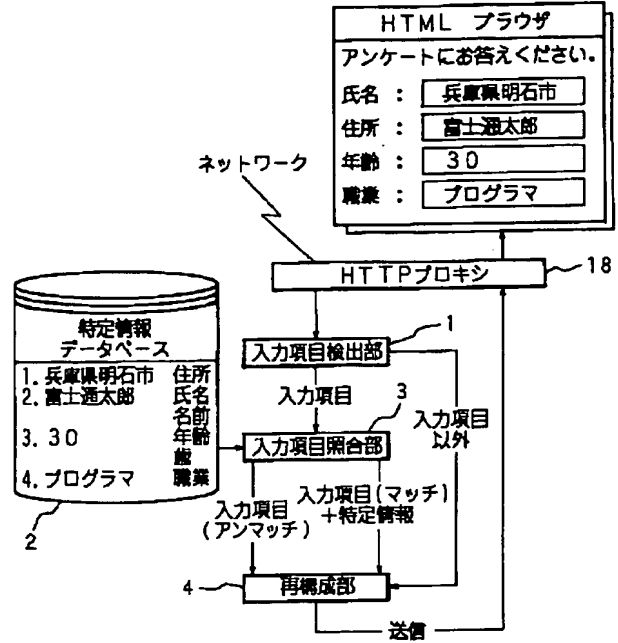 HTML ブラウザ
アンケートにお答えください。
氏名 : 兵庫県明石市
住所 : 富士通太郎
年齢 : 30
職業 : プログラマ
ネットワーク
HTTPプロキシ
18
特定情報
データベース
1. 兵庫県明石市 住所
2. 富士通太郎 氏名
名前
3. 30 年齢
歳
4. プログラマ 職業
2
入力項目検出部
1
入力項目
3
入力項目照合部
入力項目
以外
入力項目
(アンマッチ)
入力項目(マッチ)
+特定情報
4
再構成部
送信